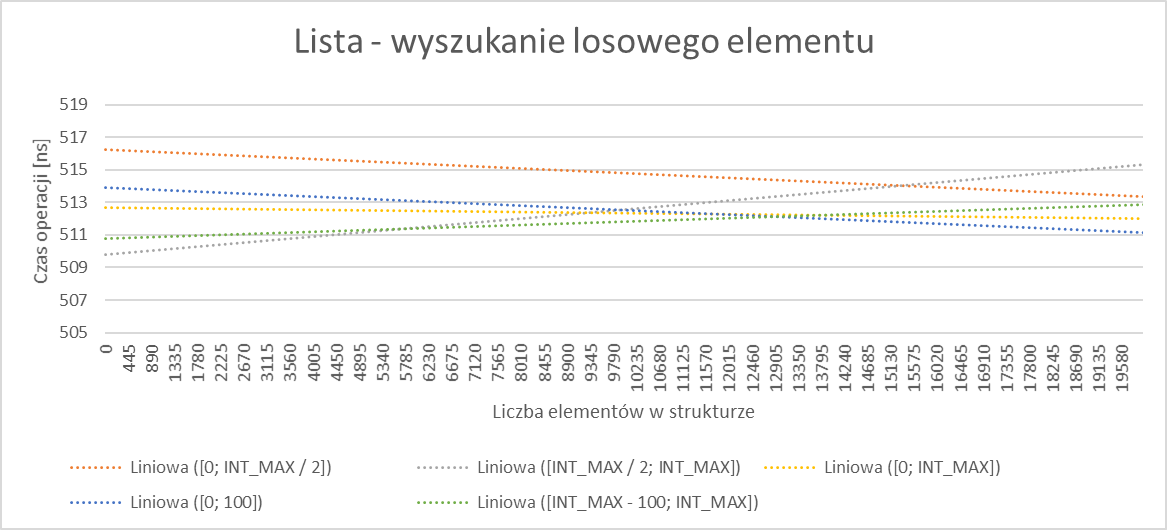 Lista - wyszukanie losowego elementu
Czas operacji [ns]
519
517
515
513
511
509
507
505
0 445 890 1335 1780 2225 2670 3115 3560 4005 4450 4895 5340 5785 6230 6675 7120 7565 8010 8455 8900 9345 9790 10235 10680 11125 11570 12015 12460 12905 13350 13795 14240 14685 15130 15575 16020 16465 16910 17355 17800 18245 18690 19135 19580
Liczba elementów w strukturze
Liniowa ([0; INT_MAX / 2]) Liniowa ([INT_MAX / 2; INT_MAX]) Liniowa ([0; INT_MAX])
Liniowa ([0; 100]) Liniowa ([INT_MAX - 100; INT_MAX])